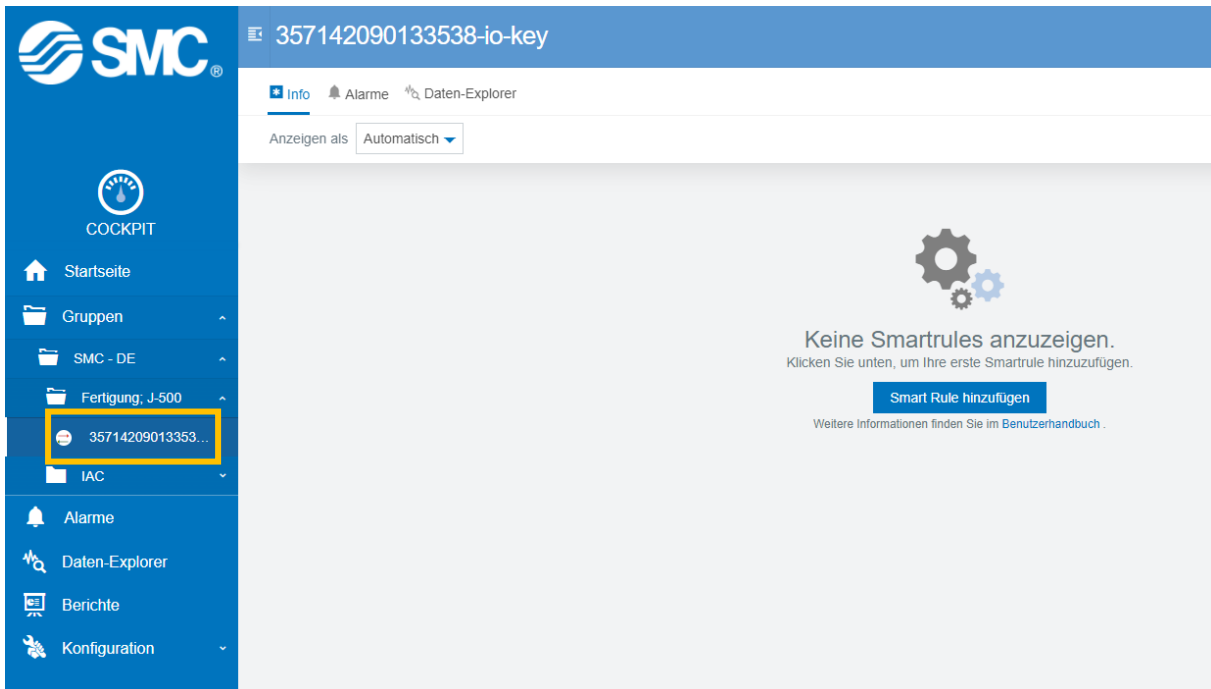 SMC®
357142090133538-io-key
Info Alarme Daten-Explorer
Anzeigen als Automatisch
COCKPIT
Startseite
Gruppen
SMC - DE
Fertigung; J-500
35714209013353...
IAC
Alarme
Daten-Explorer
Berichte
Konfiguration
Keine Smartrules anzuzeigen.
Klicken Sie unten, um Ihre erste Smartrule hinzuzufügen.
Smart Rule hinzufügen
Weitere Informationen finden Sie im Benutzerhandbuch .